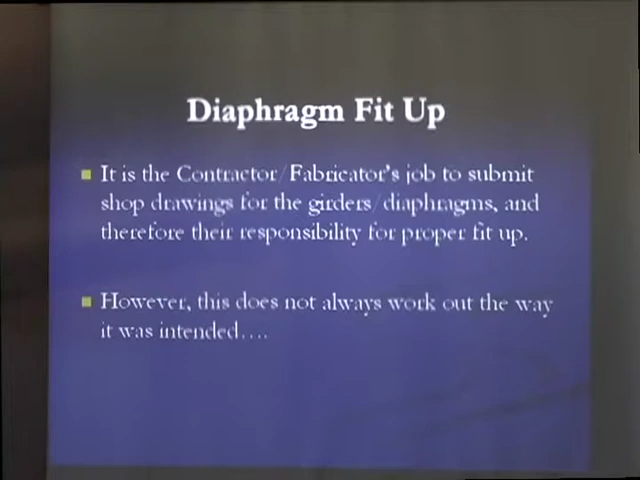 Diaphragm Fit Up
It is the Contractor/Fabricator's job to submit
shop drawings for the girders/diaphragms, and
therefore their responsibility for proper fit up.
However, this does not always work out the way
it was intended….